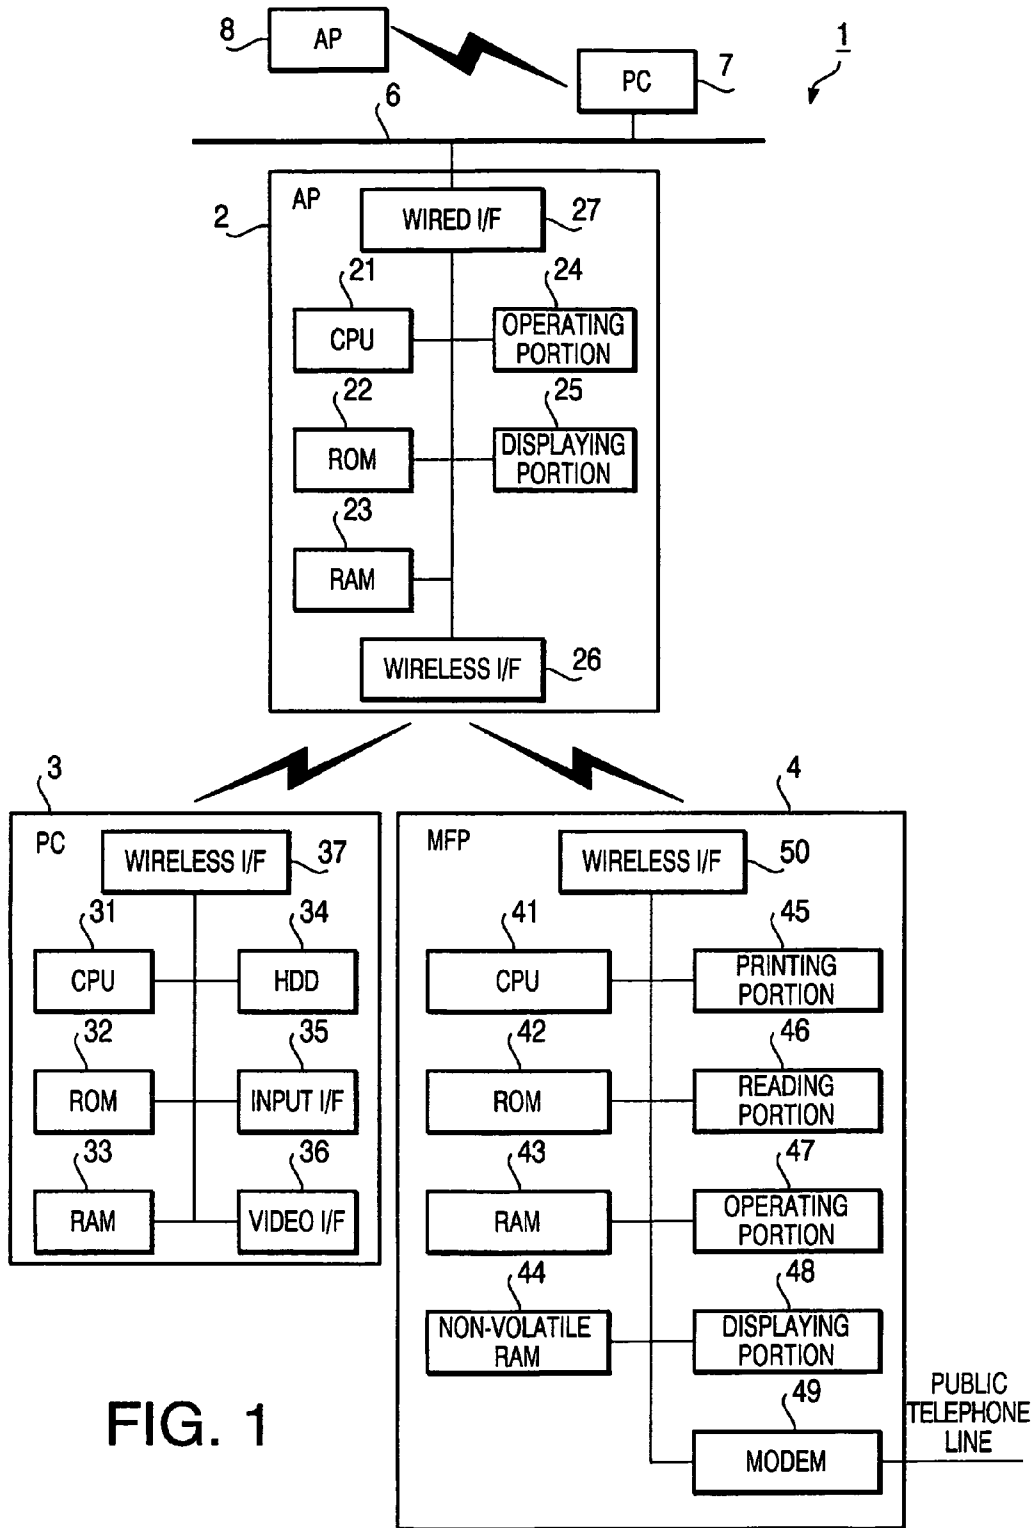 8
AP
1
PC
7
6
AP
2
WIRED I/F
27
21
CPU
24
OPERATING
PORTION
22
ROM
25
DISPLAYING
PORTION
23
RAM
WIRELESS I/F
26
3
PC
WIRELESS I/F
37
31
CPU
34
HDD
32
ROM
35
INPUT I/F
33
RAM
36
VIDEO I/F
4
MFP
WIRELESS I/F
50
41
CPU
45
PRINTING
PORTION
42
ROM
46
READING
PORTION
43
RAM
47
OPERATING
PORTION
44
NON-VOLATILE
RAM
48
DISPLAYING
PORTION
49
MODEM
PUBLIC
TELEPHONE
LINE
FIG. 1